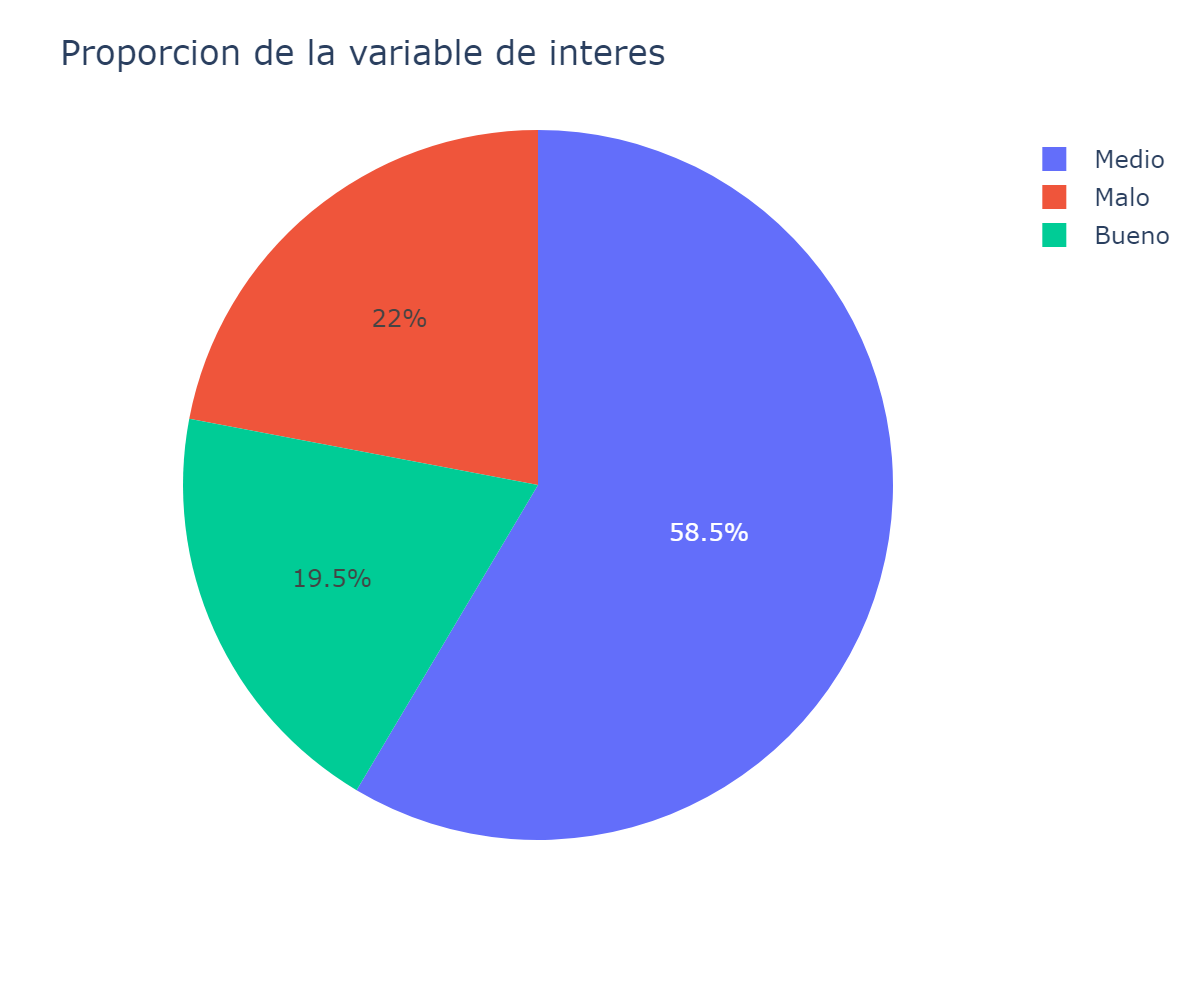 Proporcion de la variable de interes
Medio
Malo
Bueno
22%
58.5%
19.5%